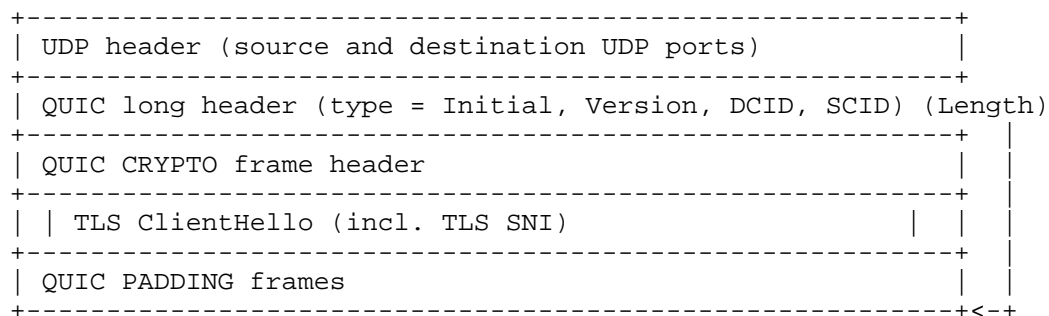 +----------------------------------------------------------+
| UDP header (source and destination UDP ports)            |
+----------------------------------------------------------+
| QUIC long header (type = Initial, Version, DCID, SCID) (Length)
+----------------------------------------------------------+  |
| QUIC CRYPTO frame header                                 |  |
+----------------------------------------------------------+  |
| | TLS ClientHello (incl. TLS SNI)                     |  |  |
+----------------------------------------------------------+  |
| QUIC PADDING frames                                      |  |
+----------------------------------------------------------+<-+